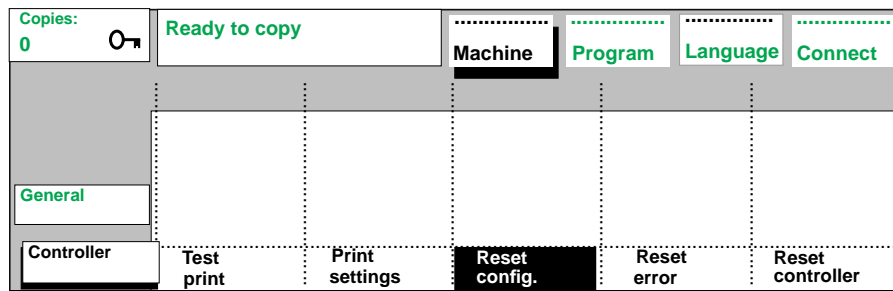 Copies:
0
Ready to copy
Machine
Program
Language
Connect
General
Controller
Test
print
Print
settings
Reset
config.
Reset
error
Reset
controller